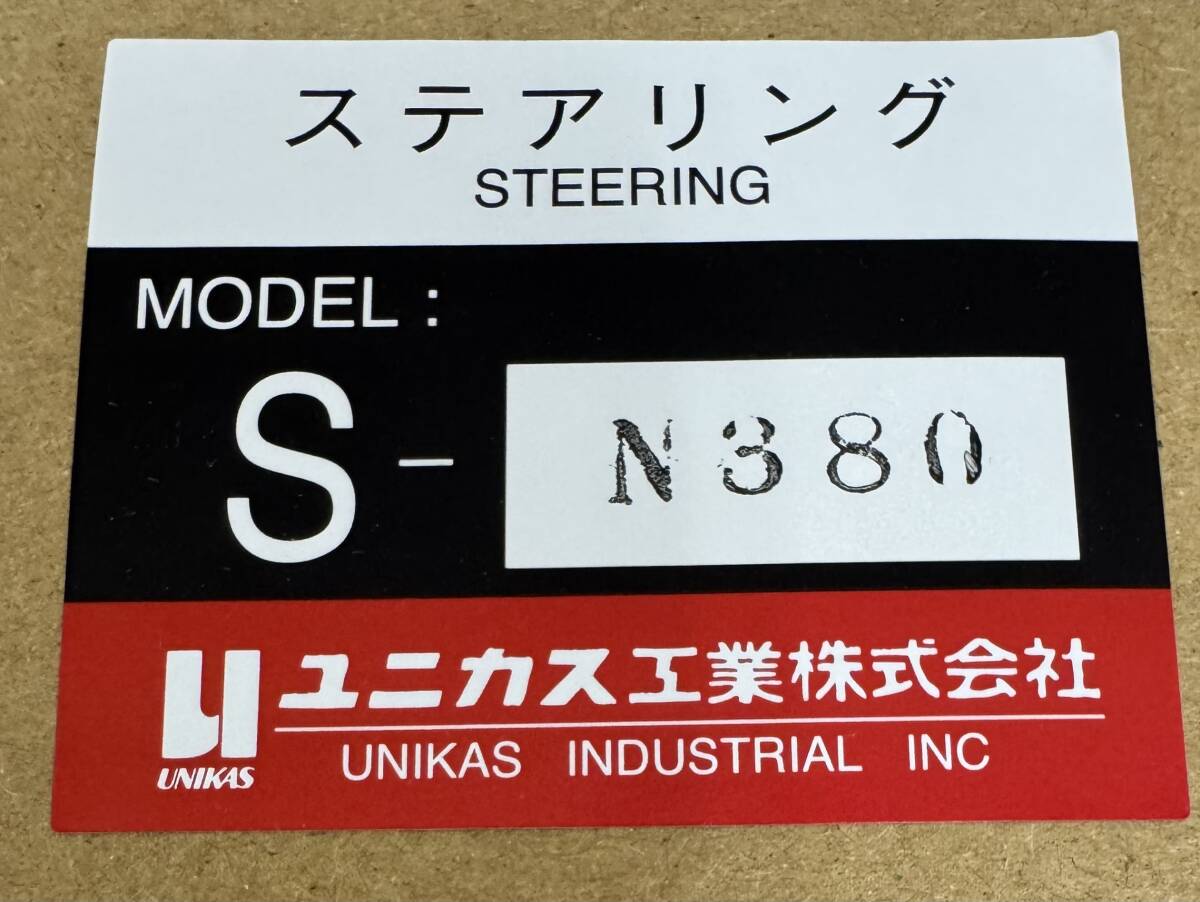 ステアリング
STEERING
MODEL :
S- N380
ユニカス工業株式会社
UNIKAS
UNIKAS INDUSTRIAL INC